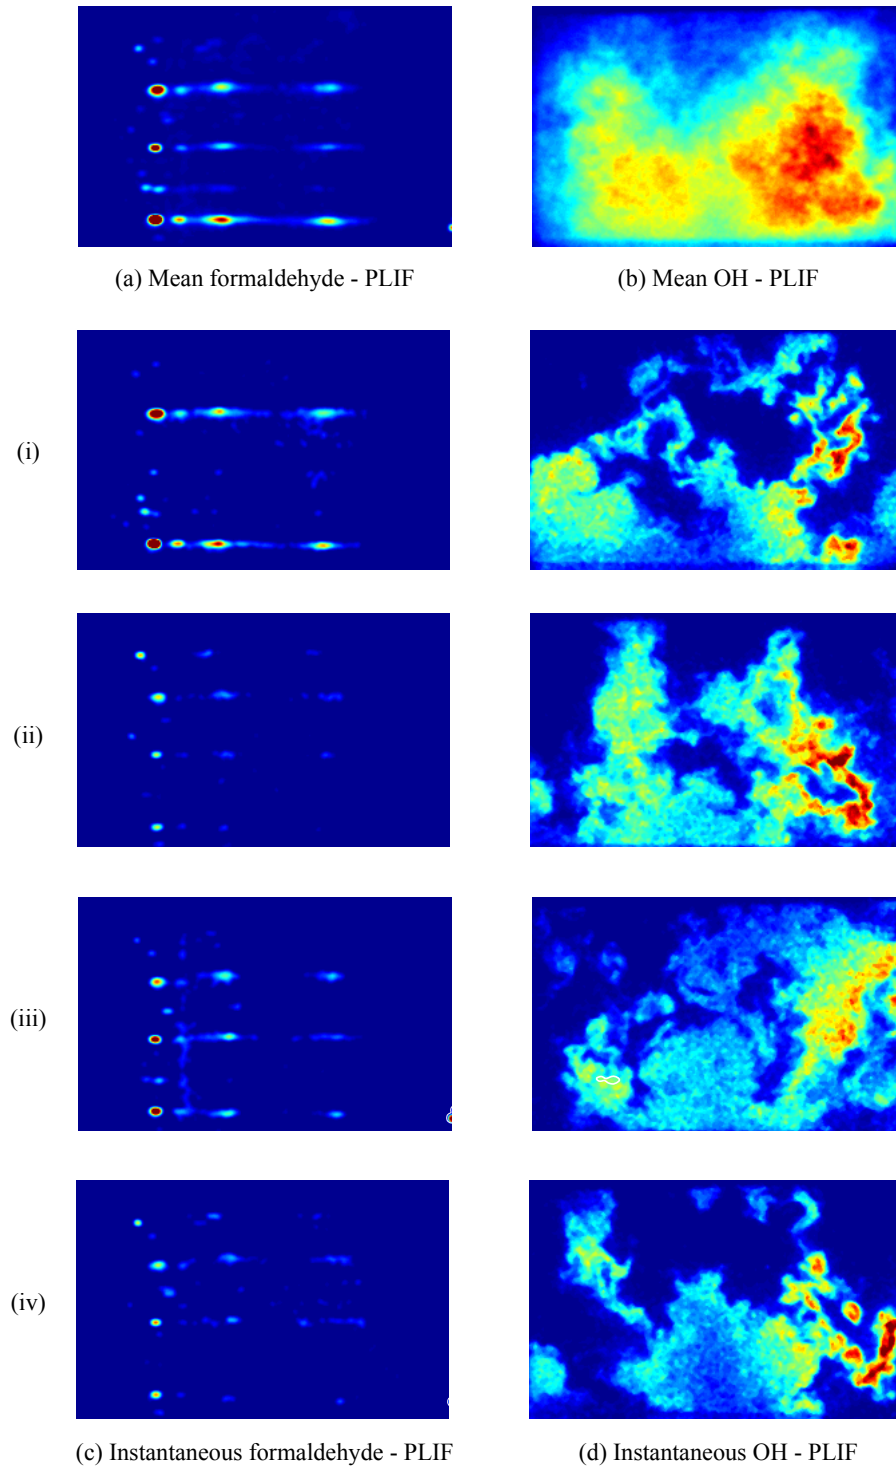 (a) Mean formaldehyde - PLIF
(b) Mean OH - PLIF
(i)
(ii)
(iii)
(iv)
(c) Instantaneous formaldehyde - PLIF
(d) Instantaneous OH - PLIF